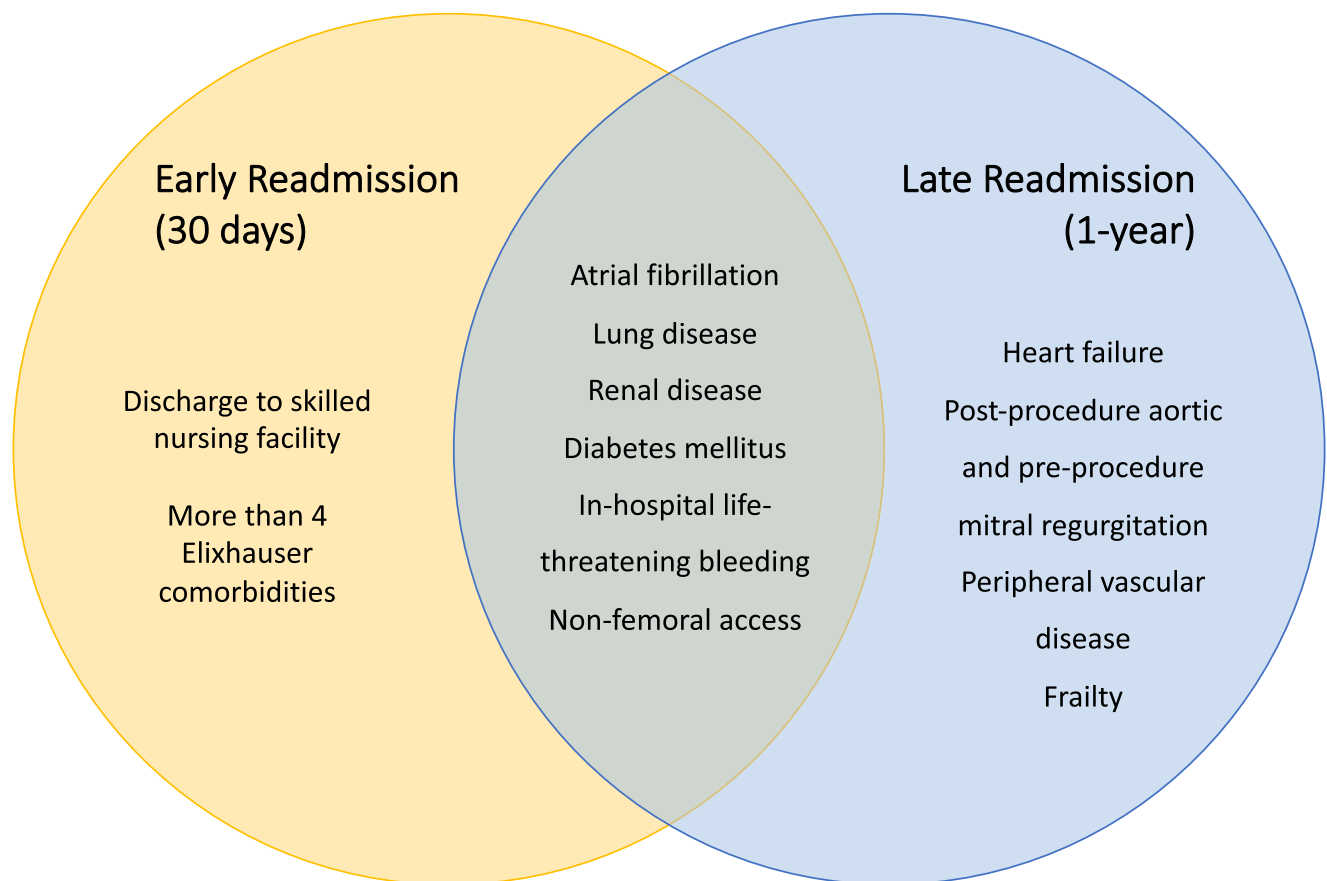 Early Readmission
(30 days)
Discharge to skilled
nursing facility
More than 4
Elixhauser
comorbidities
Atrial fibrillation
Lung disease
Renal disease
Diabetes mellitus
In-hospital life-
threatening bleeding
Non-femoral access
Late Readmission
(1-year)
Heart failure
Post-procedure aortic
and pre-procedure
mitral regurgitation
Peripheral vascular
disease
Frailty